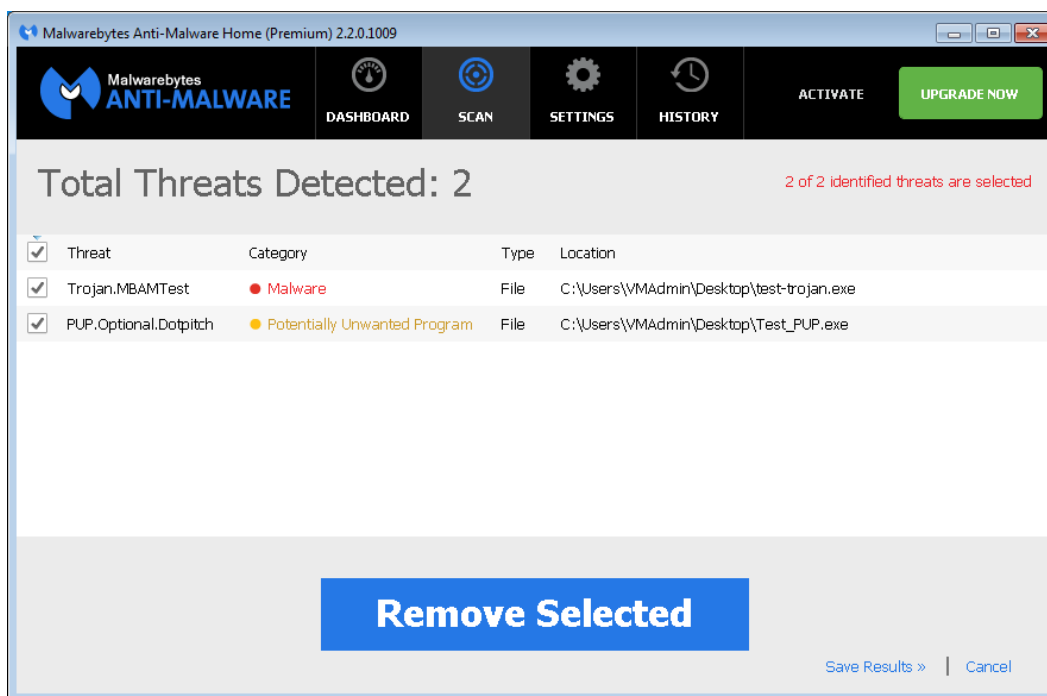 Malwarebytes Anti-Malware Home (Premium) 2.2.0.1009
Malwarebytes
ANTI-MALWARE
DASHBOARD
SCAN
SETTINGS
HISTORY
ACTIVATE
UPGRADE NOW
Total Threats Detected: 2
2 of 2 identified threats are selected
Threat Category Type Location
Trojan.MBAMTest Malware File C:\Users\VMAdmin\Desktop\test-trojan.exe
PUP.Optional.Dotpitch Potentially Unwanted Program File C:\Users\VMAdmin\Desktop\Test_PUP.exe
Remove Selected
Save Results » | Cancel